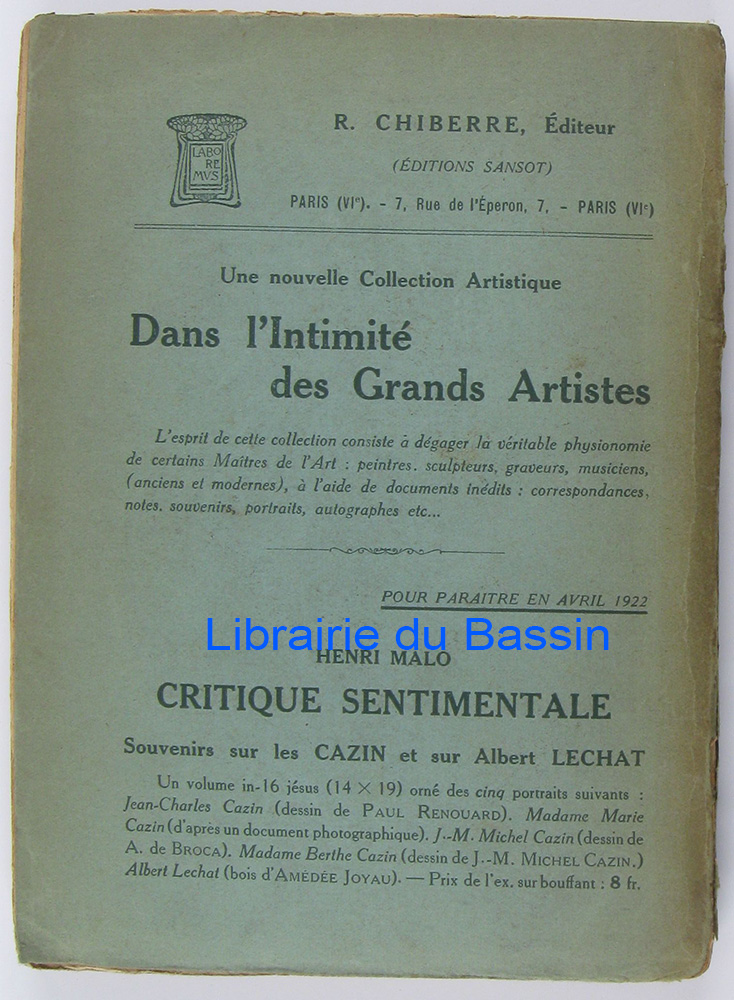 LABO
RE
MVS
R. CHIBERRE, Éditeur
(ÉDITIONS SANSOT)
PARIS (VIe). - 7, Rue de l'Éperon, 7, - PARIS (VIe)
Une nouvelle Collection Artistique
Dans l'Intimité
des Grands Artistes
L'esprit de cette collection consiste à dégager la véritable physionomie
de certains Maîtres de l'Art : peintres, sculpteurs, graveurs, musiciens,
(anciens et modernes), à l'aide de documents inédits : correspondances,
notes, souvenirs, portraits, autographes etc...
POUR PARAITRE EN AVRIL 1922
Librairie du Bassin
HENRI MALO
CRITIQUE SENTIMENTALE
Souvenirs sur les CAZIN et sur Albert LECHAT
Un volume in-16 jésus (14 × 19) orné des cinq portraits suivants :
Jean-Charles Cazin (dessin de PAUL RENOUARD). Madame Marie
Cazin (d'après un document photographique). J.-M. Michel Cazin (dessin de
A. de BROCA). Madame Berthe Cazin (dessin de J.-M. MICHEL CAZIN.)
Albert Lechat (bois d'AMÉDÉE JOYAU). — Prix de l'ex. sur bouffant : 8 fr.